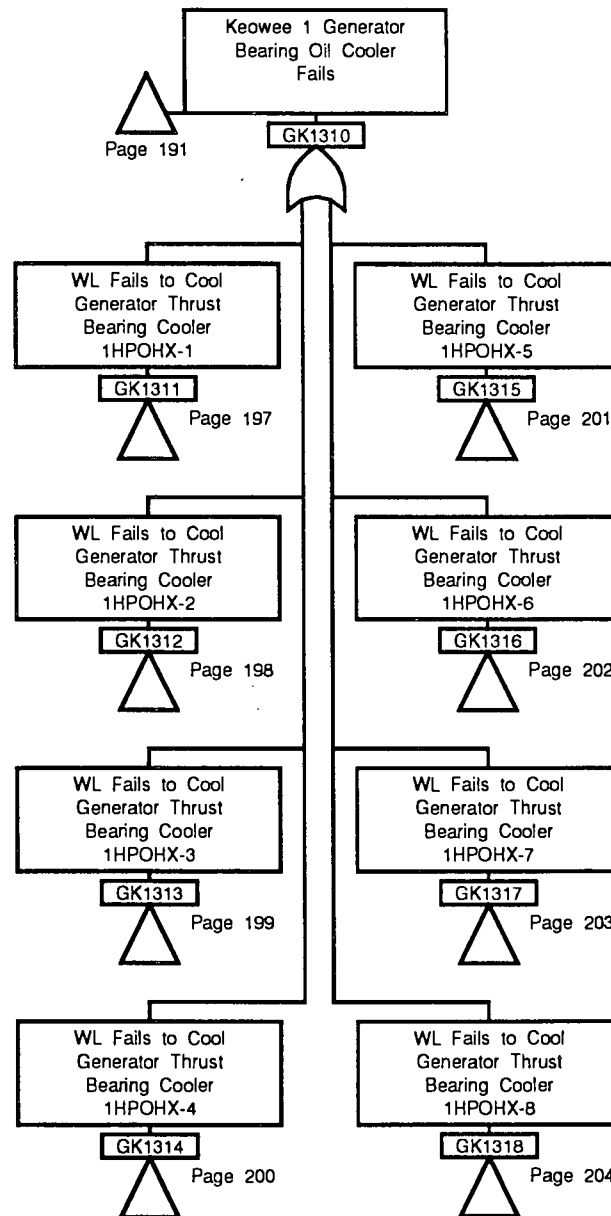 Keowee 1 Generator
Bearing Oil Cooler
Fails
Page 191
GK1310
WL Fails to Cool
Generator Thrust
Bearing Cooler
1HPOHX-1
GK1311
Page 197
WL Fails to Cool
Generator Thrust
Bearing Cooler
1HPOHX-5
GK1315
Page 201
WL Fails to Cool
Generator Thrust
Bearing Cooler
1HPOHX-2
GK1312
Page 198
WL Fails to Cool
Generator Thrust
Bearing Cooler
1HPOHX-6
GK1316
Page 202
WL Fails to Cool
Generator Thrust
Bearing Cooler
1HPOHX-3
GK1313
Page 199
WL Fails to Cool
Generator Thrust
Bearing Cooler
1HPOHX-7
GK1317
Page 203
WL Fails to Cool
Generator Thrust
Bearing Cooler
1HPOHX-4
GK1314
Page 200
WL Fails to Cool
Generator Thrust
Bearing Cooler
1HPOHX-8
GK1318
Page 204